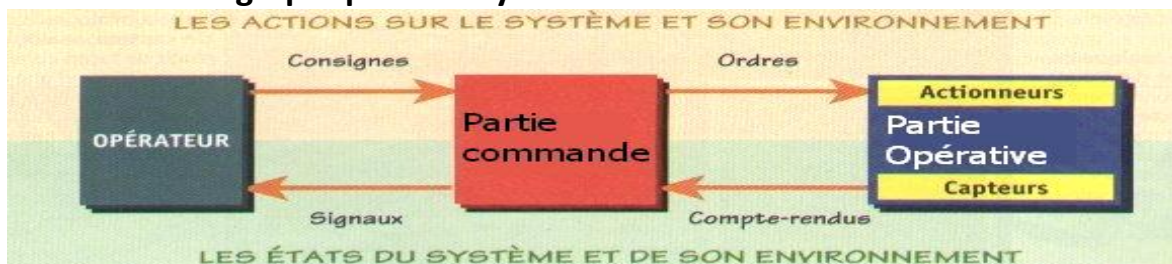 LES ACTIONS SUR LE SYSTÈME ET SON ENVIRONNEMENT
Consignes
Ordres
OPÉRATEUR
Partie
commande
Actionneurs
Partie
Opérative
Capteurs
Signaux
Compte-rendus
LES ÉTATS DU SYSTÈME ET DE SON ENVIRONNEMENT